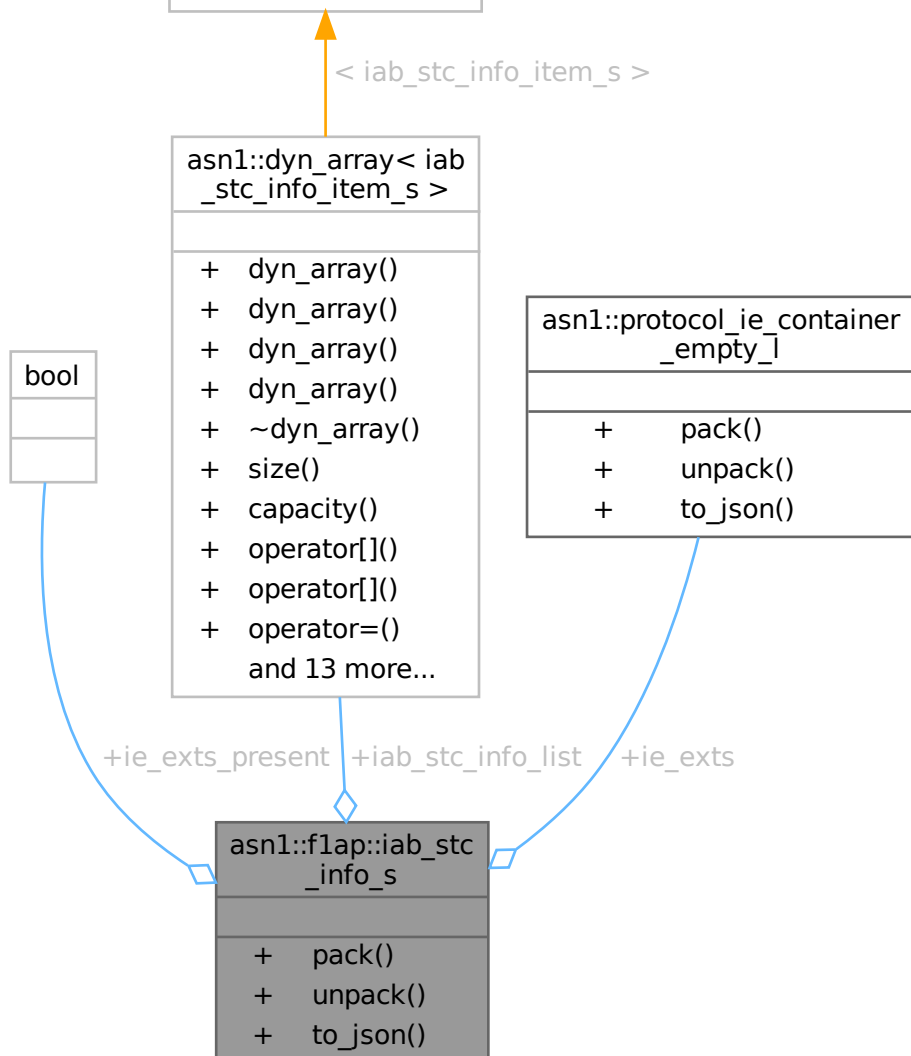 < iab_stc_info_item_s >
asn1::dyn_array< iab
_stc_info_item_s >
+ dyn_array()
+ dyn_array()
+ dyn_array()
+ dyn_array()
+ ~dyn_array()
+ size()
+ capacity()
+ operator[]()
+ operator[]()
+ operator=()
and 13 more...
asn1::protocol_ie_container
_empty_l
+ pack()
+ unpack()
+ to_json()
bool
+ie_exts_present
+iab_stc_info_list
+ie_exts
asn1::f1ap::iab_stc
_info_s
+ pack()
+ unpack()
+ to_json()